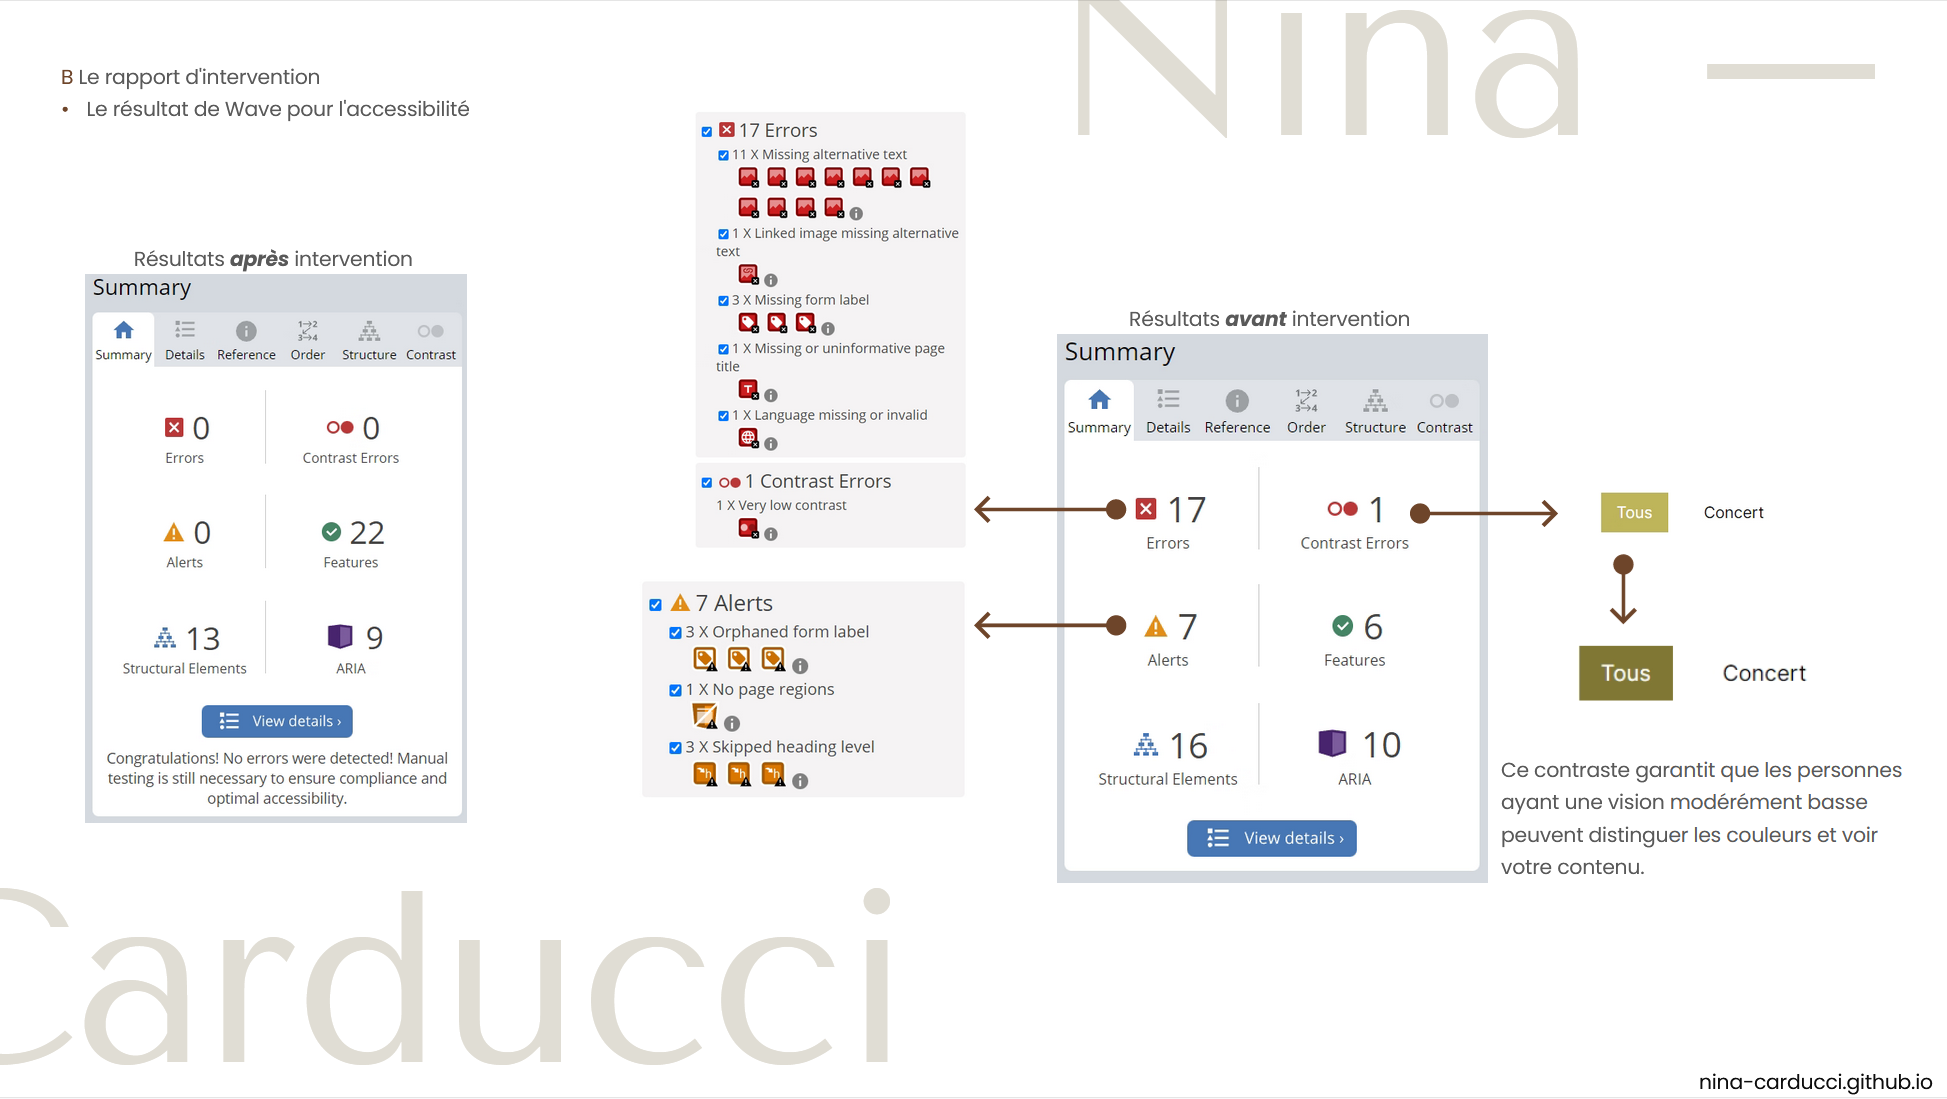 Nina
B Le rapport d'intervention
• Le résultat de Wave pour l'accessibilité
Résultats après intervention
Summary
Summary Details Reference Order Structure Contrast
0
Errors
0
Contrast Errors
0
Alerts
22
Features
13
Structural Elements
9
ARIA
View details ›
Congratulations! No errors were detected! Manual
testing is still necessary to ensure compliance and
optimal accessibility.
17 Errors
11 X Missing alternative text
1 X Linked image missing alternative
text
3 X Missing form label
1 X Missing or uninformative page
title
1 X Language missing or invalid
1 Contrast Errors
1 X Very low contrast
7 Alerts
3 X Orphaned form label
1 X No page regions
3 X Skipped heading level
Résultats avant intervention
Summary
Summary Details Reference Order Structure Contrast
17
Errors
1
Contrast Errors
7
Alerts
6
Features
16
Structural Elements
10
ARIA
View details ›
Tous Concert
Tous Concert
Ce contraste garantit que les personnes
ayant une vision modérément basse
peuvent distinguer les couleurs et voir
votre contenu.
Carducci
nina-carducci.github.io